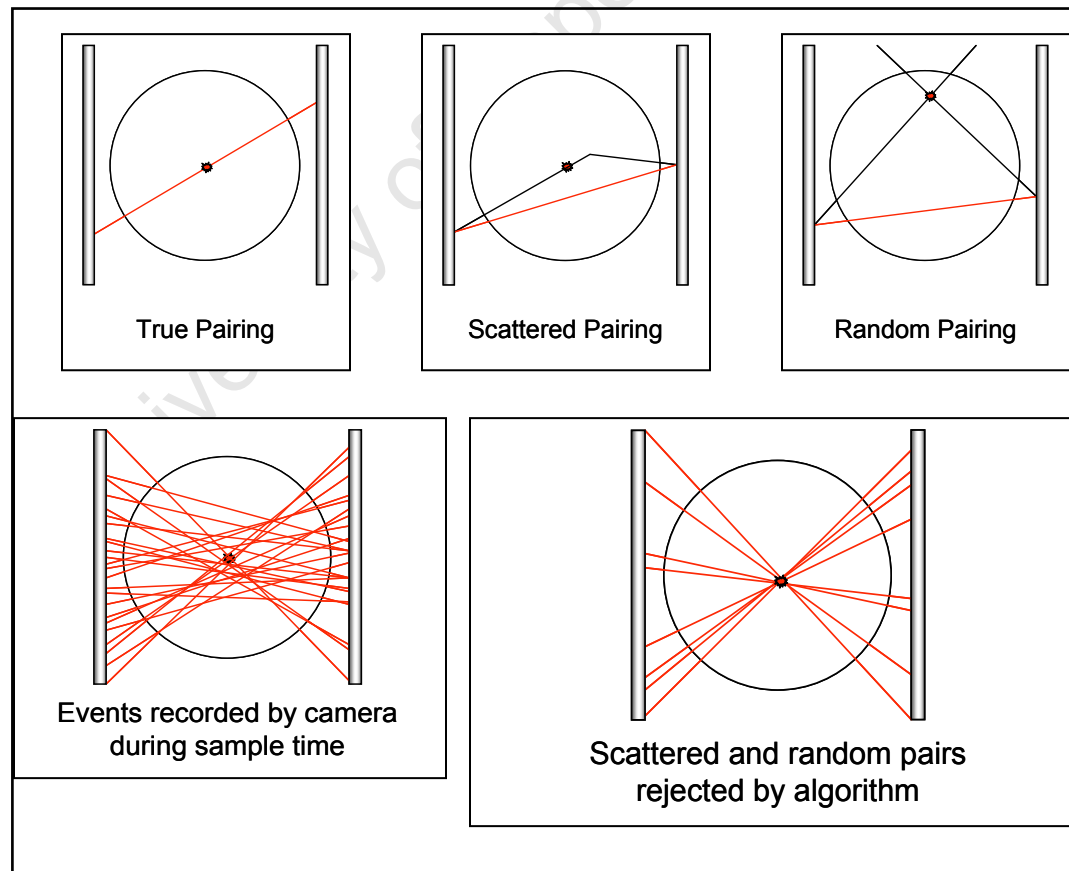 True Pairing
Scattered Pairing
Random Pairing
Events recorded by camera
during sample time
Scattered and random pairs
rejected by algorithm